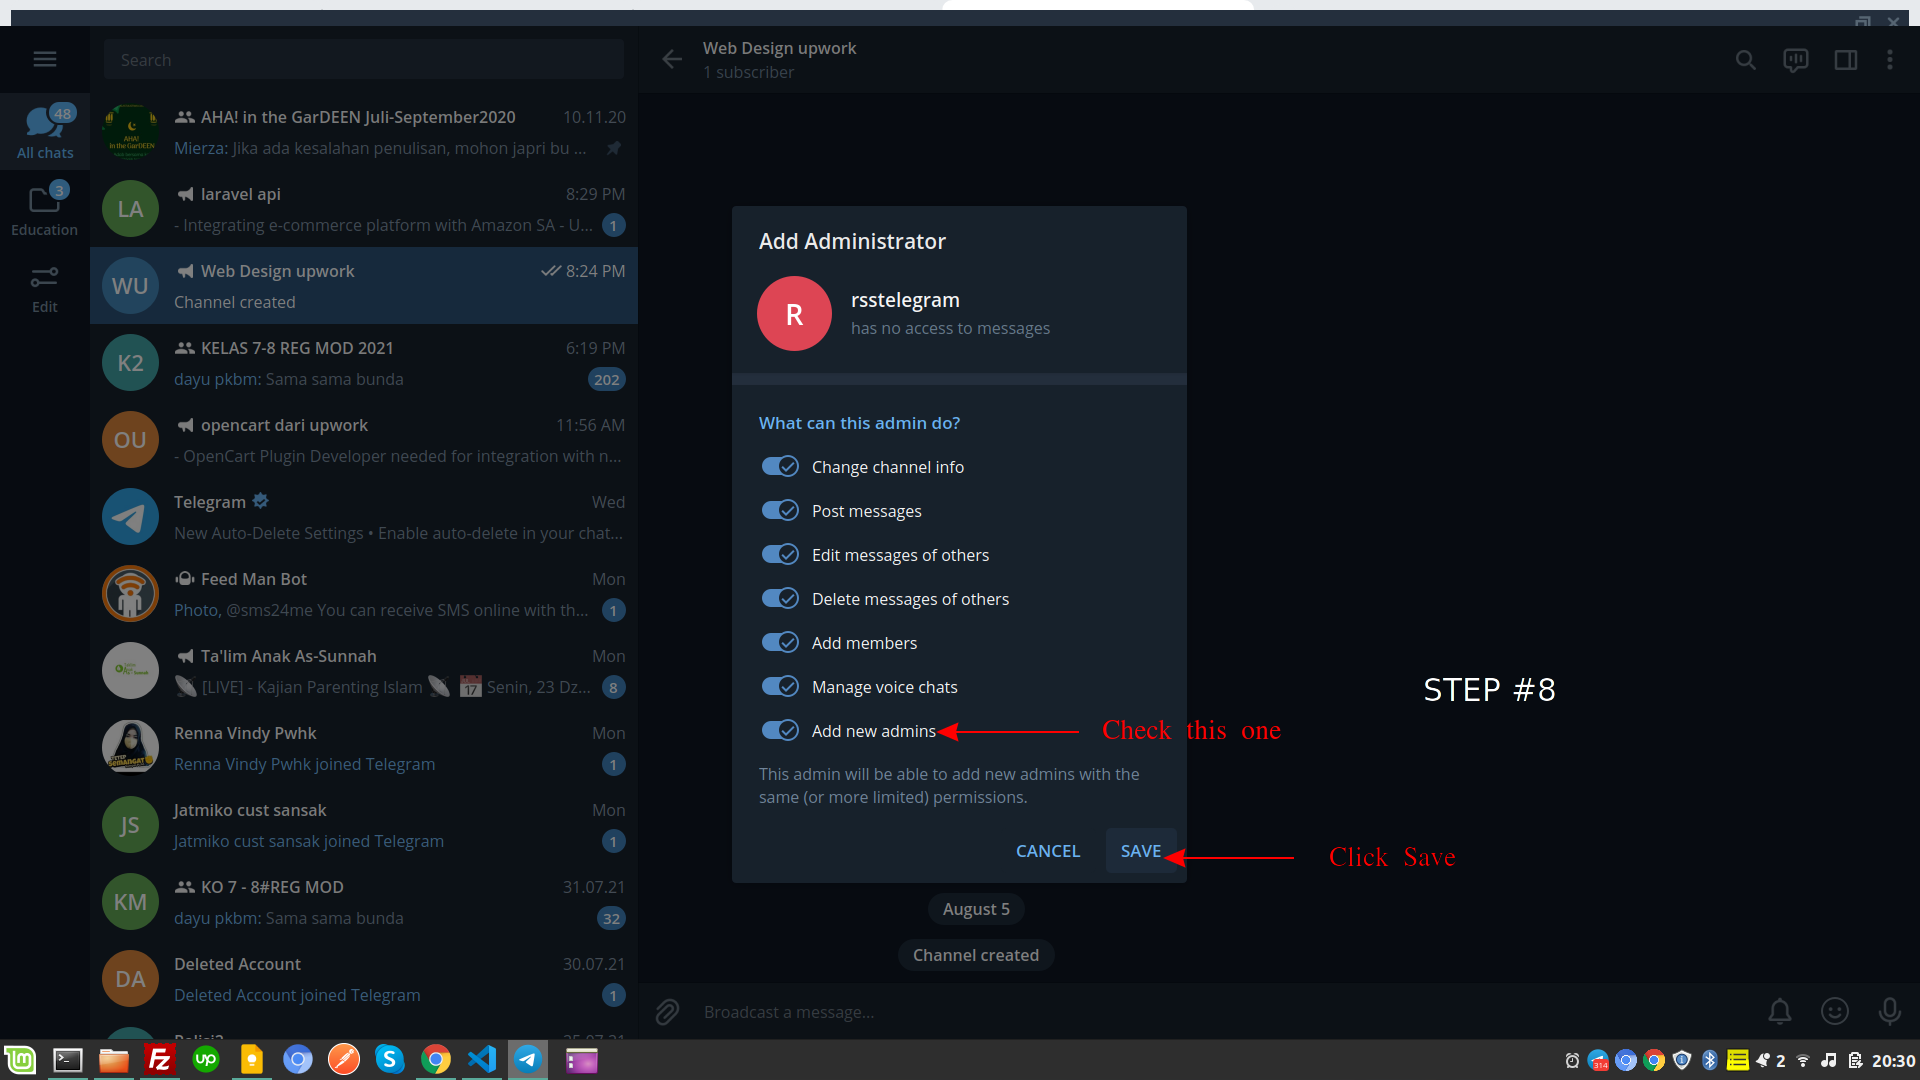 Search
48
All chats
3
Education
Edit
AHA! in the GarDEEN Juli-September2020 10.11.20
Mierza: Jika ada kesalahan penulisan, mohon japri bu ...
LA
laravel api 8:29 PM
- Integrating e-commerce platform with Amazon SA - U... 1
WU
Web Design upwork 8:24 PM
Channel created
K2
KELAS 7-8 REG MOD 2021 6:19 PM
dayu pkbm: Sama sama bunda 202
OU
opencart dari upwork 11:56 AM
- OpenCart Plugin Developer needed for integration with n...
Telegram Wed
New Auto-Delete Settings • Enable auto-delete in your chat...
Feed Man Bot Mon
Photo, @sms24me You can receive SMS online with th... 1
Ta'lim Anak As-Sunnah Mon
[LIVE] - Kajian Parenting Islam 17 Senin, 23 Dz... 8
Renna Vindy Pwhk Mon
Renna Vindy Pwhk joined Telegram 1
JS
Jatmiko cust sansak Mon
Jatmiko cust sansak joined Telegram 1
KM
KO 7 - 8#REG MOD 31.07.21
dayu pkbm: Sama sama bunda 32
DA
Deleted Account 30.07.21
Deleted Account joined Telegram 1
Web Design upwork
1 subscriber
Add Administrator
R
rsstelegram
has no access to messages
What can this admin do?
Change channel info
Post messages
Edit messages of others
Delete messages of others
Add members
Manage voice chats
Add new admins
Check this one
This admin will be able to add new admins with the
same (or more limited) permissions.
CANCEL
SAVE
Click Save
STEP #8
August 5
Channel created
Broadcast a message...
Fz
up
S
314
2
20:30